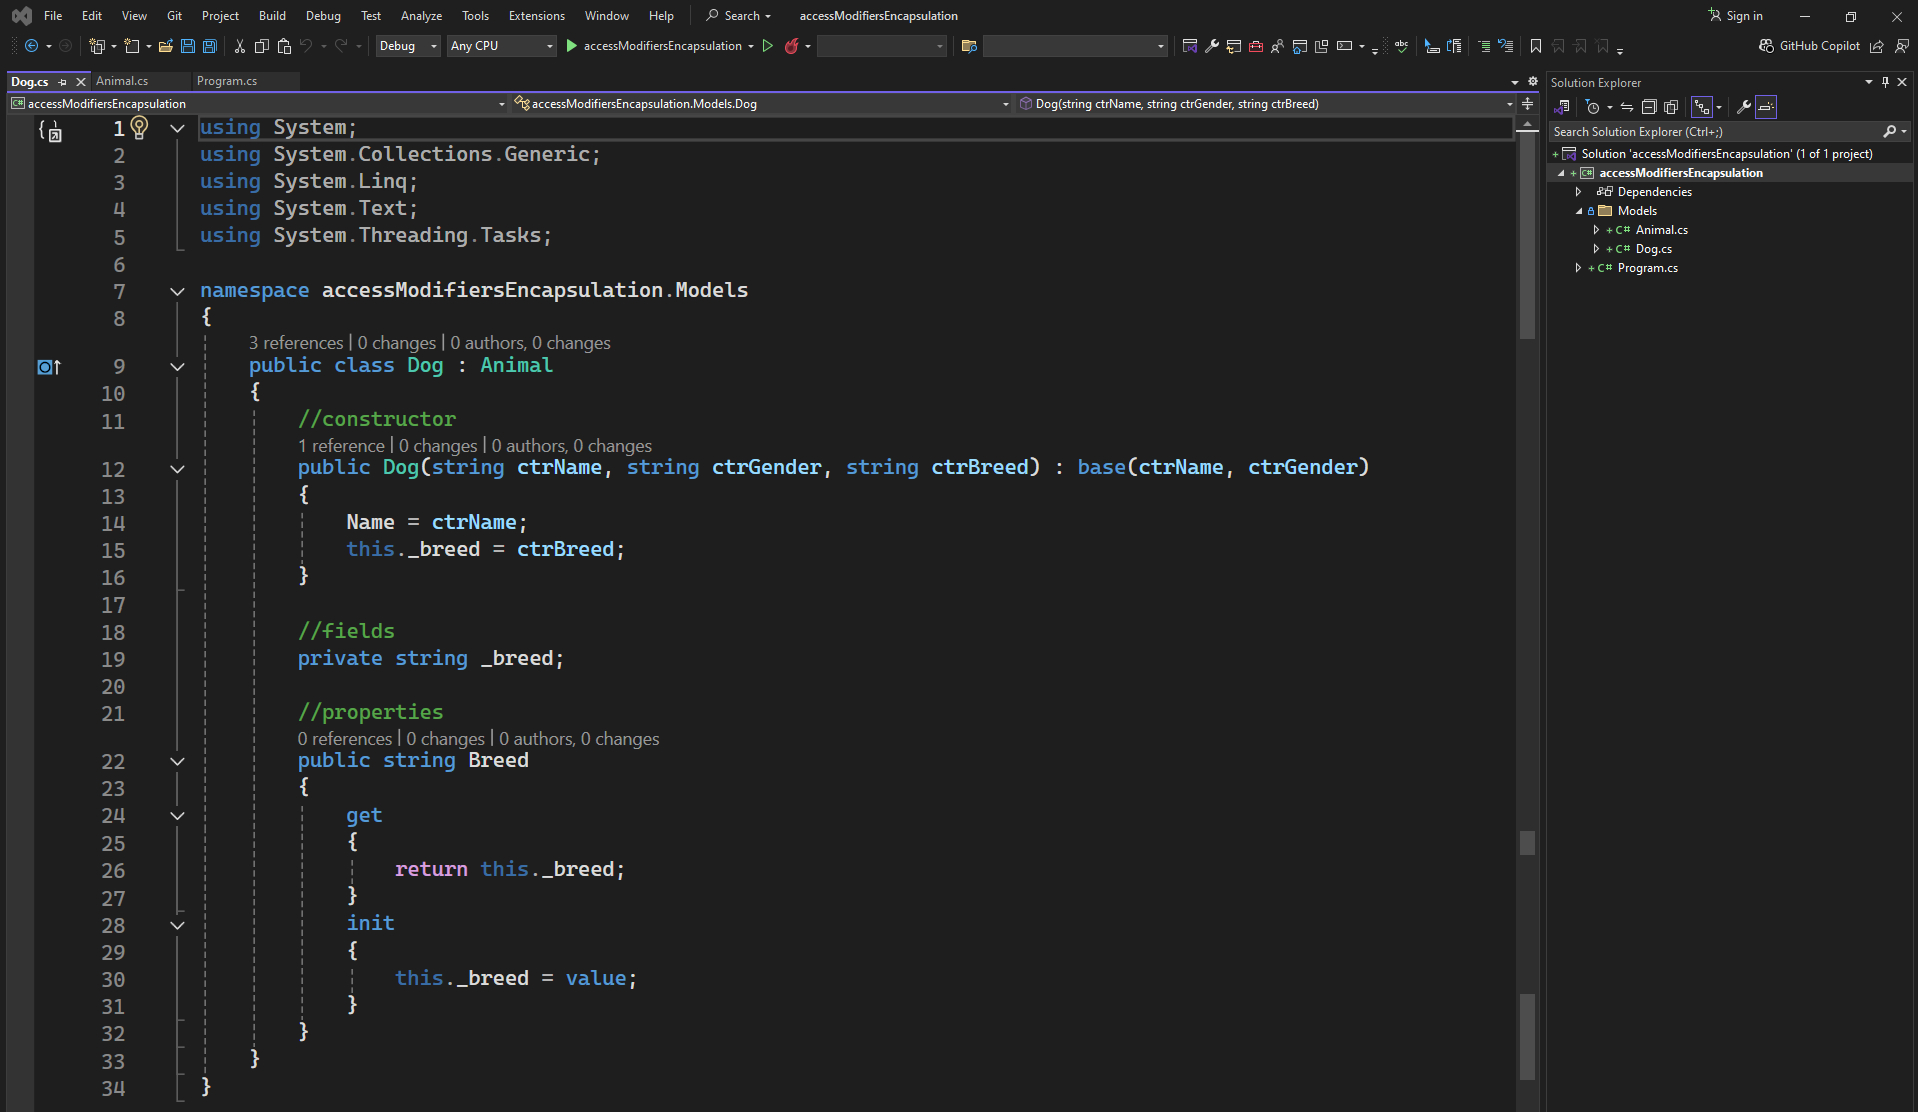 File Edit View Git Project Build Debug Test Analyze Tools Extensions Window Help Search accessModifiersEncapsulation Sign in
Debug Any CPU accessModifiersEncapsulation GitHub Copilot
Dog.cs Animal.cs Program.cs
accessModifiersEncapsulation accessModifiersEncapsulation.Models.Dog Dog(string ctrName, string ctrGender, string ctrBreed)
1 using System;
2 using System.Collections.Generic;
3 using System.Linq;
4 using System.Text;
5 using System.Threading.Tasks;
6
7 namespace accessModifiersEncapsulation.Models
8 {
3 references | 0 changes | 0 authors, 0 changes
9 public class Dog : Animal
10 {
11 //constructor
1 reference | 0 changes | 0 authors, 0 changes
12 public Dog(string ctrName, string ctrGender, string ctrBreed) : base(ctrName, ctrGender)
13 {
14 Name = ctrName;
15 this._breed = ctrBreed;
16 }
17
18 //fields
19 private string _breed;
20
21 //properties
0 references | 0 changes | 0 authors, 0 changes
22 public string Breed
23 {
24 get
25 {
26 return this._breed;
27 }
28 init
29 {
30 this._breed = value;
31 }
32 }
33 }
34 }
Solution Explorer
Search Solution Explorer (Ctrl+;)
Solution 'accessModifiersEncapsulation' (1 of 1 project)
accessModifiersEncapsulation
Dependencies
Models
C# Animal.cs
C# Dog.cs
C# Program.cs